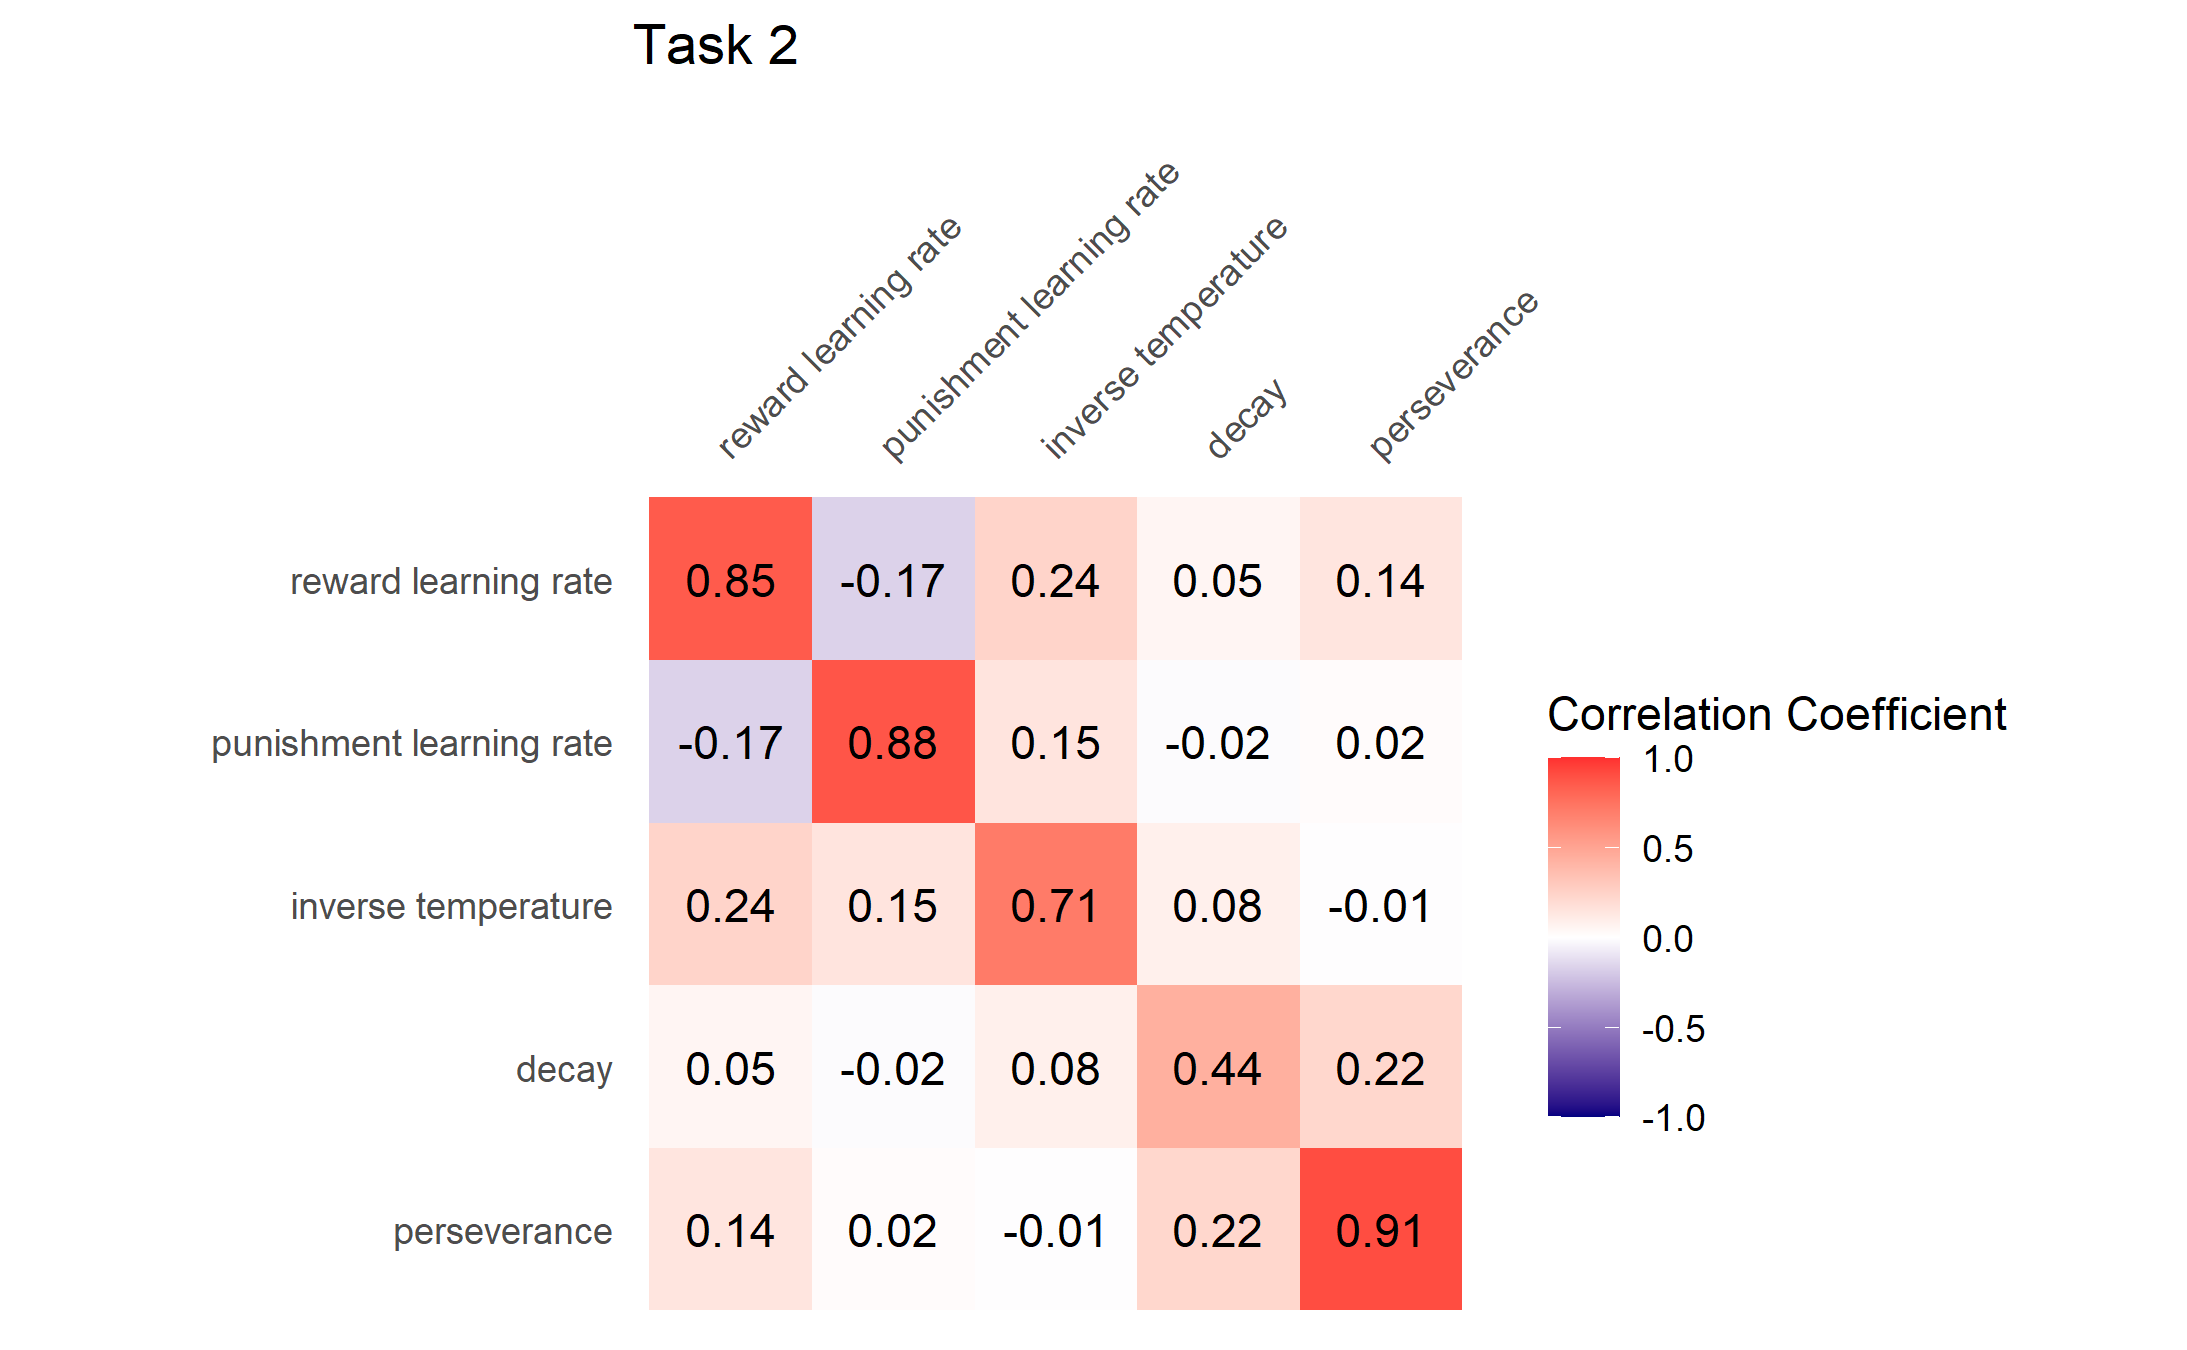 Task 2
reward learning rate
punishment learning rate
inverse temperature
decay
perseverance
reward learning rate 0.85 -0.17 0.24 0.05 0.14
punishment learning rate -0.17 0.88 0.15 -0.02 0.02
inverse temperature 0.24 0.15 0.71 0.08 -0.01
decay 0.05 -0.02 0.08 0.44 0.22
perseverance 0.14 0.02 -0.01 0.22 0.91
Correlation Coefficient
1.0
0.5
0.0
-0.5
-1.0